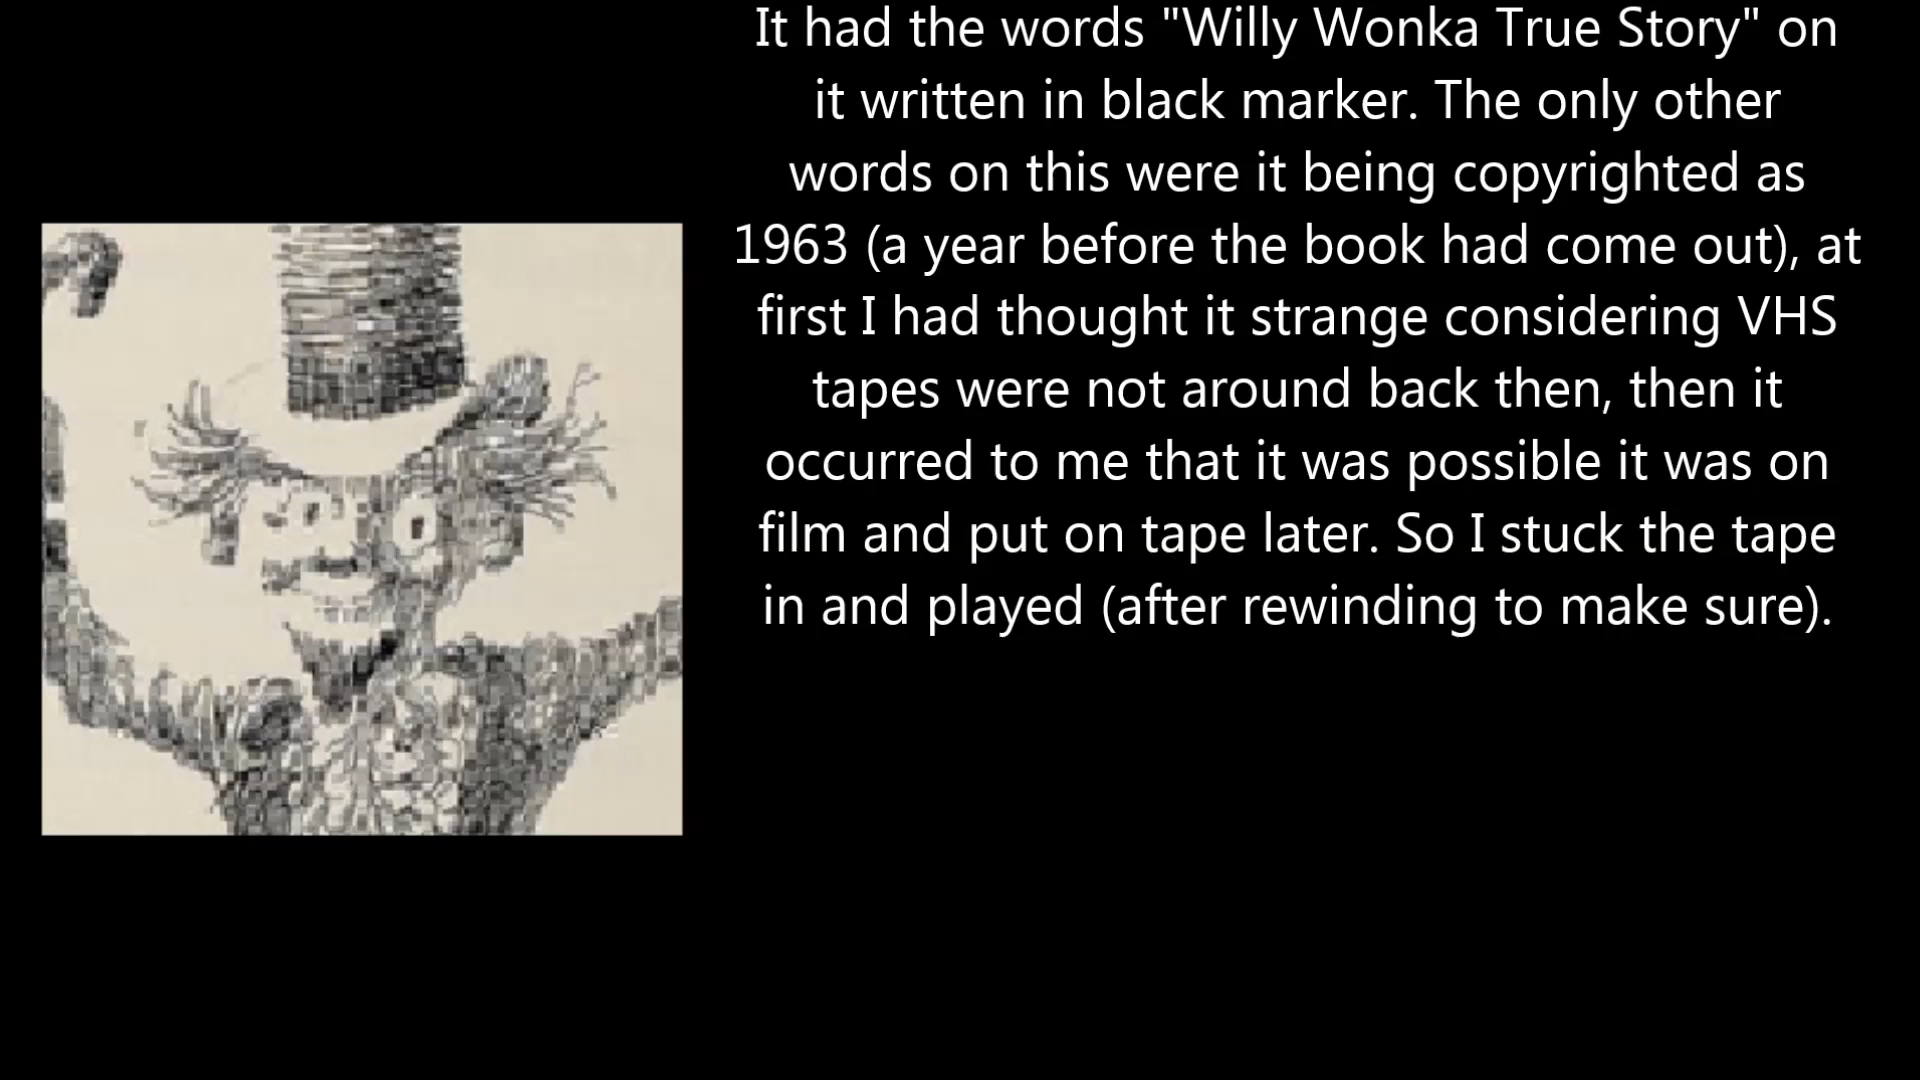 It had the words "Willy Wonka True Story" on
it written in black marker. The only other
words on this were it being copyrighted as
1963 (a year before the book had come out), at
first I had thought it strange considering VHS
tapes were not around back then, then it
occurred to me that it was possible it was on
film and put on tape later. So I stuck the tape
in and played (after rewinding to make sure).